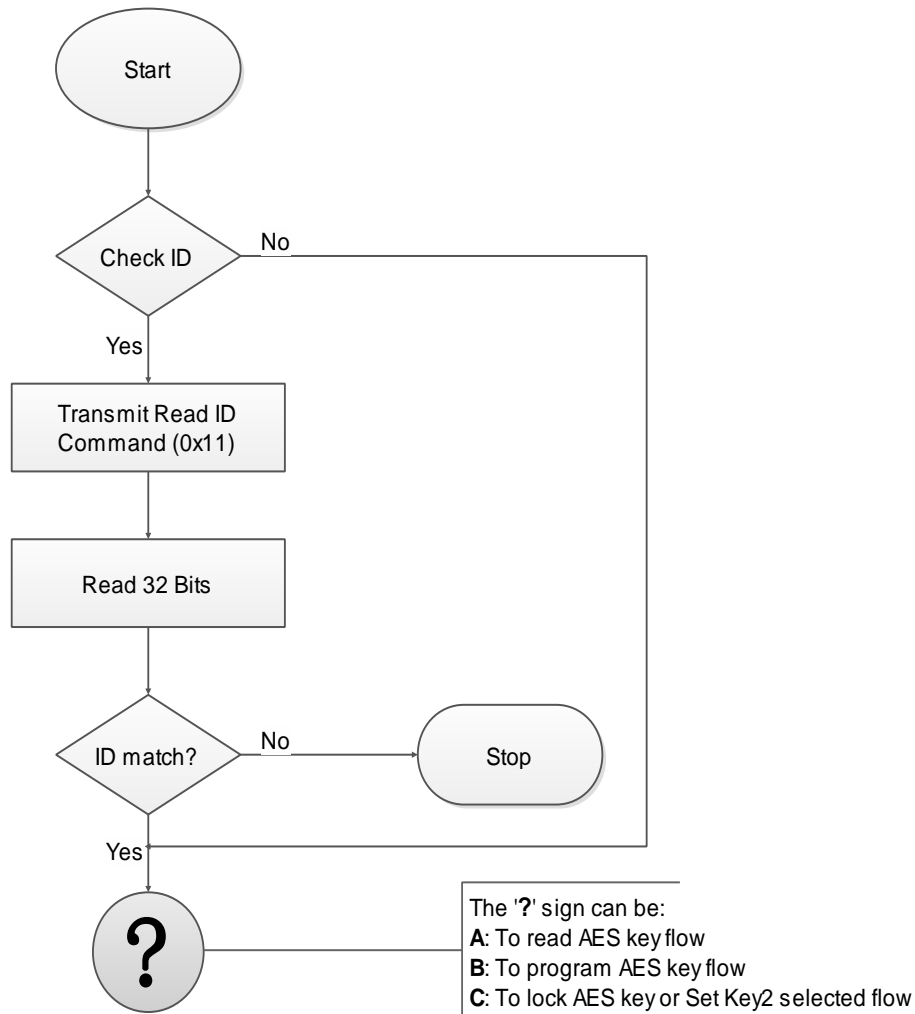 Start
Check ID
No
Yes
Transmit Read ID
Command (0x11)
Read 32 Bits
ID match?
No
Stop
Yes
?
The '?' sign can be:
A: To read AES key flow
B: To program AES key flow
C: To lock AES key or Set Key2 selected flow